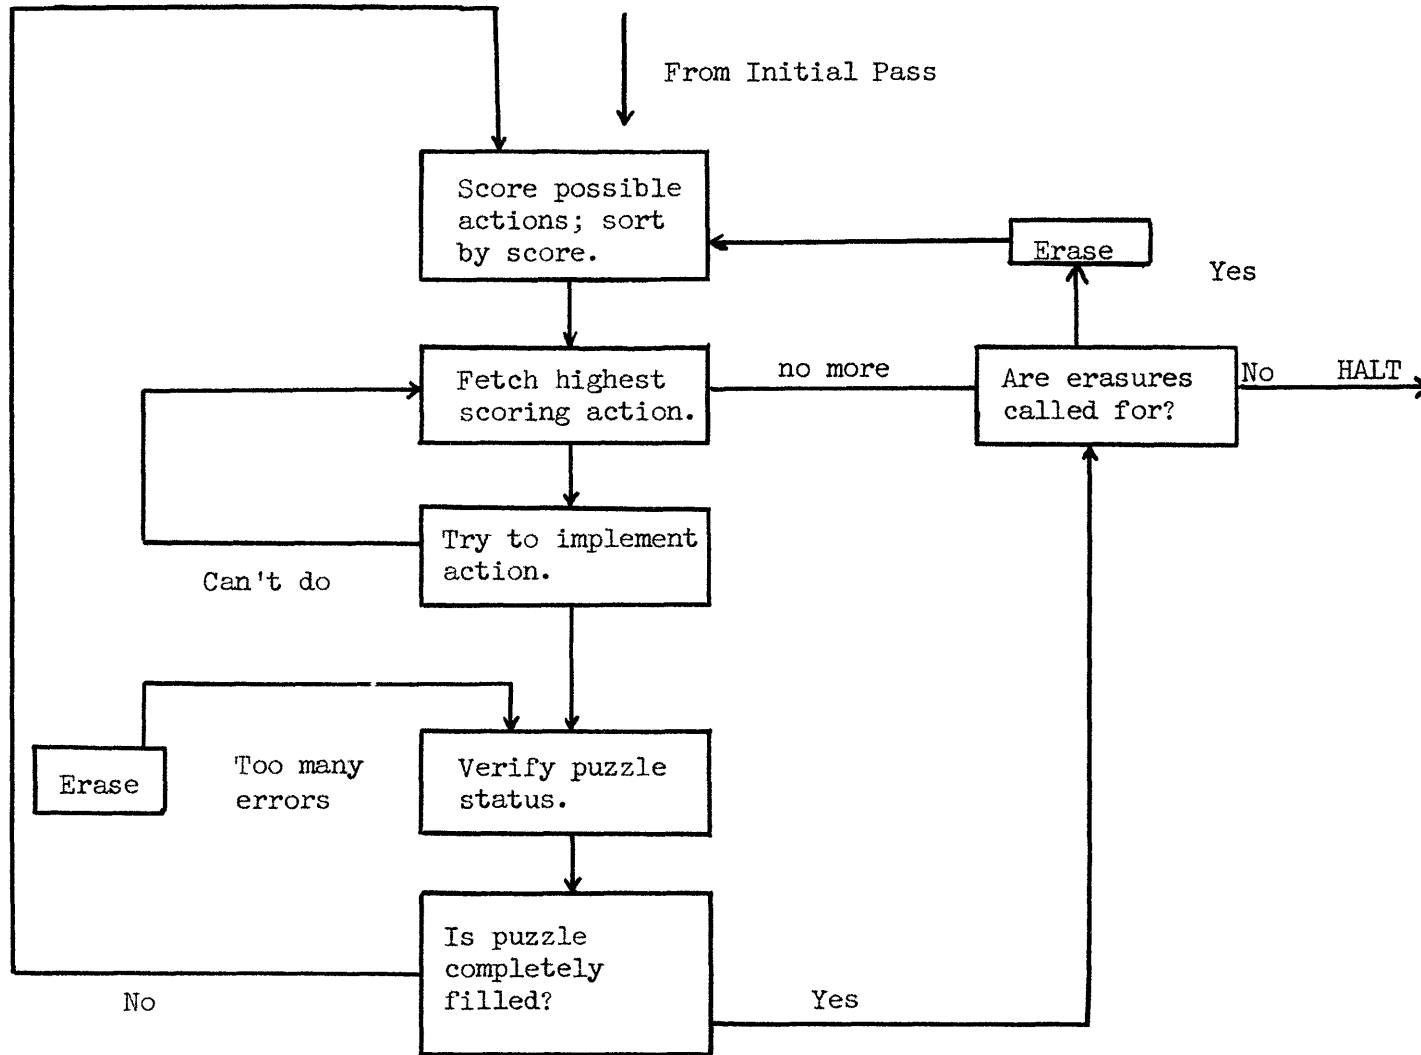 From Initial Pass
Score possible
actions; sort
by score.
Erase
Yes
Fetch highest
scoring action.
no more
Are erasures
called for?
No
HALT
Try to implement
action.
Can't do
Erase
Too many
errors
Verify puzzle
status.
Is puzzle
completely
filled?
No
Yes